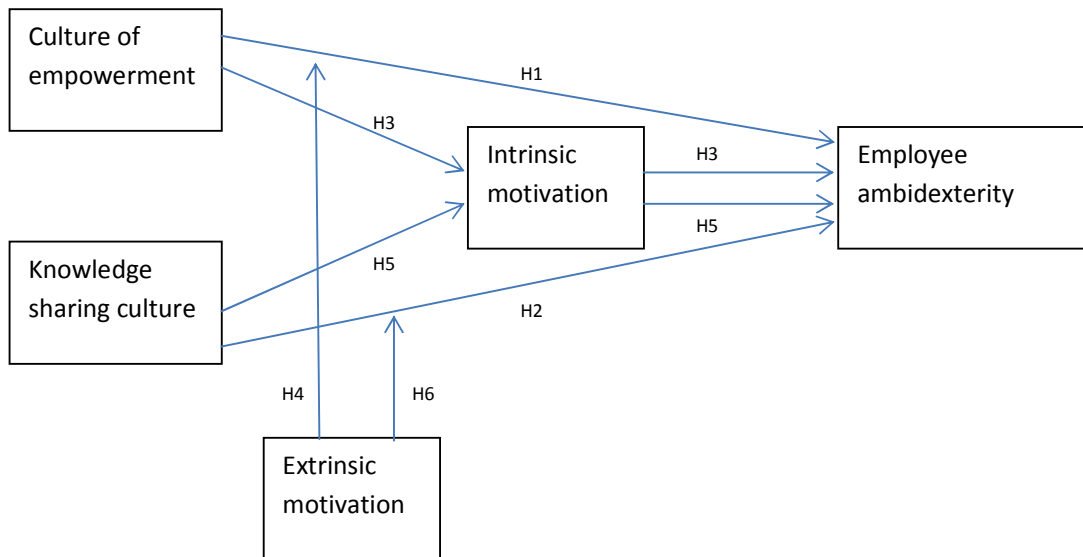 Culture of
empowerment
H1
H3
Intrinsic
motivation
H3
Employee
ambidexterity
H5
Knowledge
sharing culture
H5
H2
H4
H6
Extrinsic
motivation